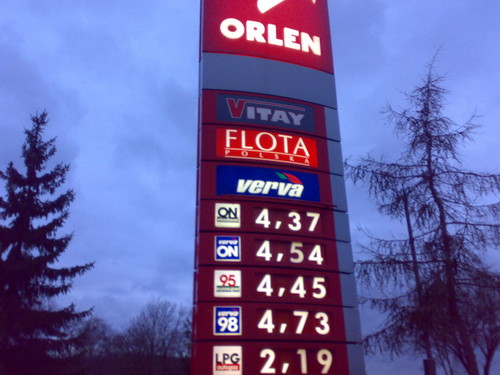 ORLEN
VITAY
FLOTA
POLSKA
verva
ON 4,37
verva ON 4,54
95 4,45
verva 98 4,73
LPG autogas 2,19